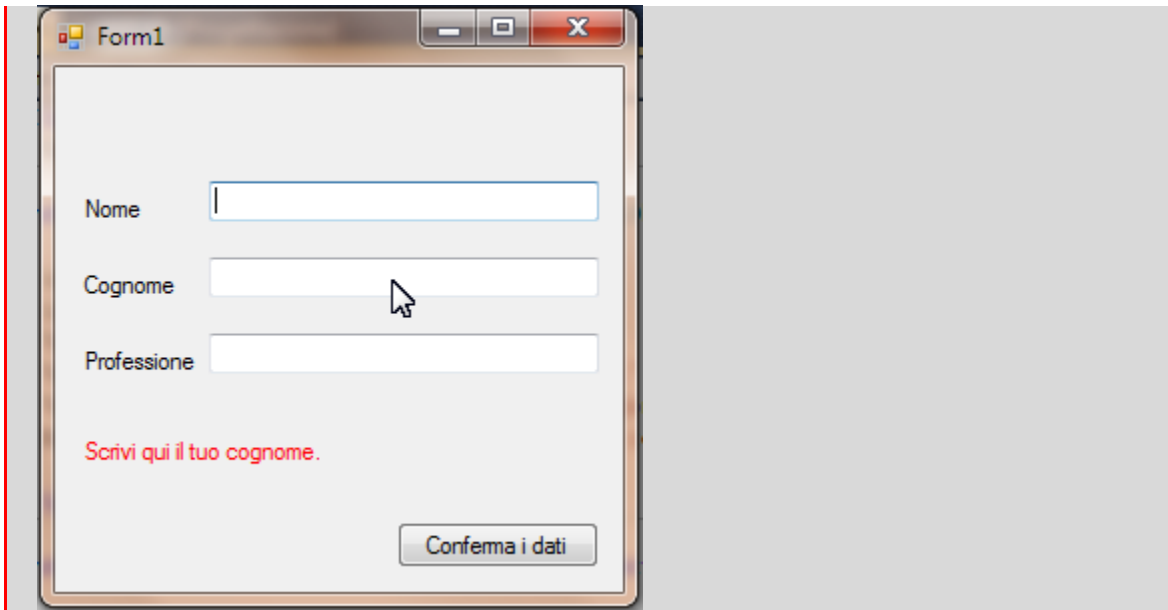 Form1
Nome
Cognome
Professione
Scrivi qui il tuo cognome.
Conferma i dati